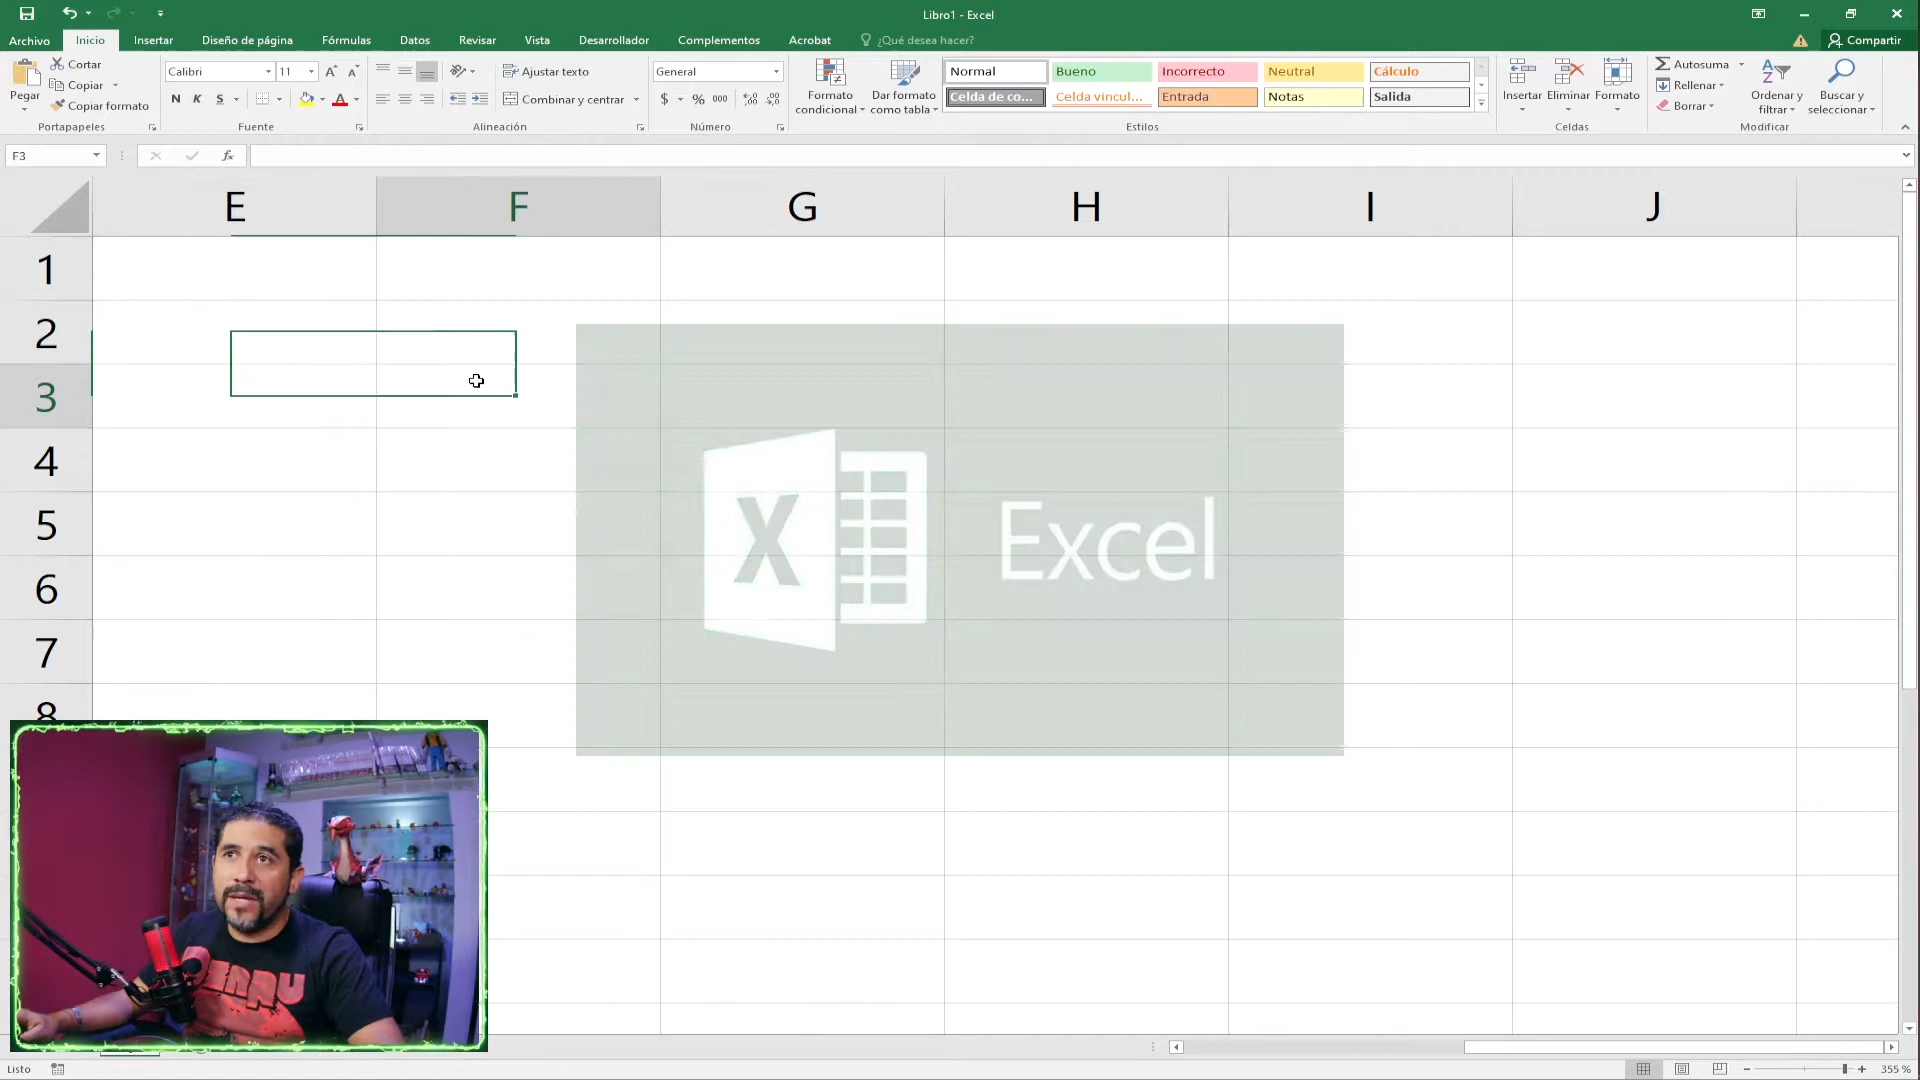 Libro1 - Excel
Archivo Inicio Insertar Diseño de página Fórmulas Datos Revisar Vista Desarrollador Complementos Acrobat ¿Qué desea hacer? Compartir
Pegar
Cortar
Copiar
Copiar formato
Portapapeles
Calibri 11
N K S
Fuente
Ajustar texto
Combinar y centrar
Alineación
General
$ % 000
Número
Formato condicional
Dar formato como tabla
Normal Bueno Incorrecto Neutral Cálculo
Celda de co... Celda vincul... Entrada Notas Salida
Estilos
Insertar Eliminar Formato
Celdas
Autosuma
Rellenar
Borrar
Ordenar y filtrar
Buscar y seleccionar
Modificar
F3 fx
E F G H I J
1
2
3
4
5
6
7
8
X Excel
Listo 355 %